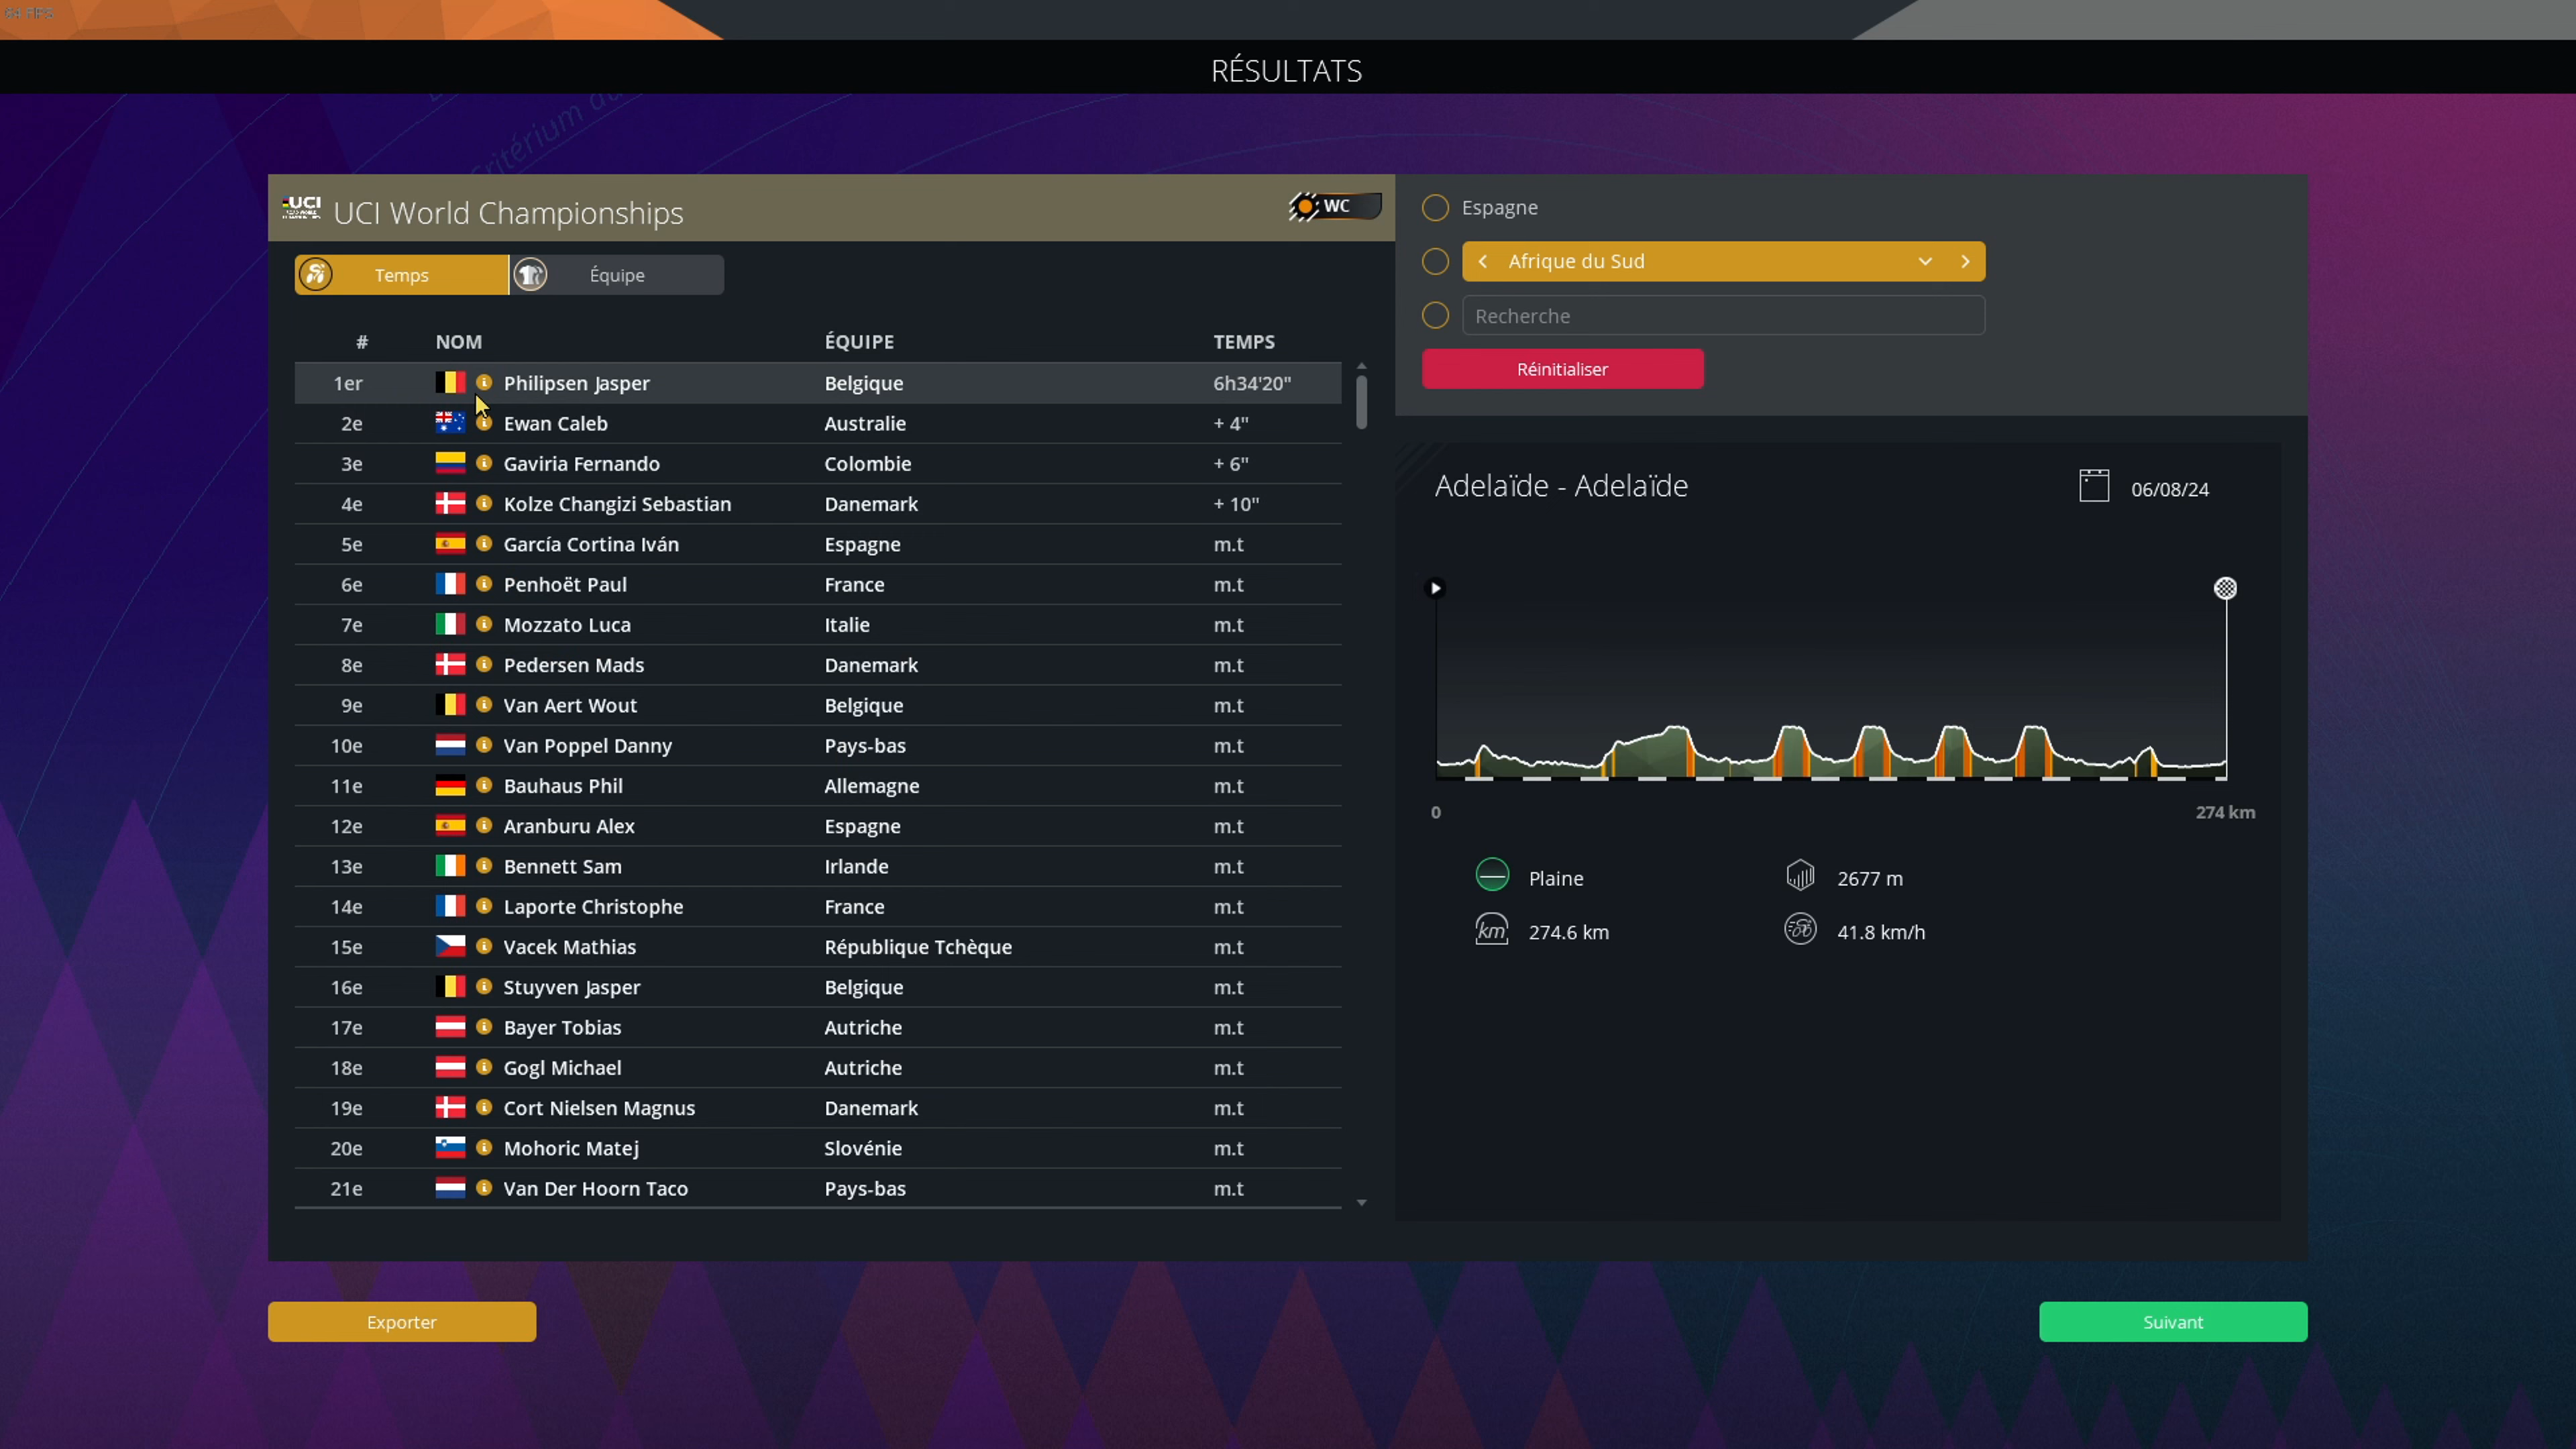 64 FPS
RÉSULTATS
Critérium du
UCI
UCI World Championships
WC
Temps
Équipe
# NOM ÉQUIPE TEMPS
1er Philipsen Jasper Belgique 6h34'20"
2e Ewan Caleb Australie + 4"
3e Gaviria Fernando Colombie + 6"
4e Kolze Changizi Sebastian Danemark + 10"
5e García Cortina Iván Espagne m.t
6e Penhoët Paul France m.t
7e Mozzato Luca Italie m.t
8e Pedersen Mads Danemark m.t
9e Van Aert Wout Belgique m.t
10e Van Poppel Danny Pays-bas m.t
11e Bauhaus Phil Allemagne m.t
12e Aranburu Alex Espagne m.t
13e Bennett Sam Irlande m.t
14e Laporte Christophe France m.t
15e Vacek Mathias République Tchèque m.t
16e Stuyven Jasper Belgique m.t
17e Bayer Tobias Autriche m.t
18e Gogl Michael Autriche m.t
19e Cort Nielsen Magnus Danemark m.t
20e Mohoric Matej Slovénie m.t
21e Van Der Hoorn Taco Pays-bas m.t
Espagne
Afrique du Sud
Recherche
Réinitialiser
Adelaïde - Adelaïde
06/08/24
0
274 km
Plaine
2677 m
km
274.6 km
41.8 km/h
Exporter
Suivant